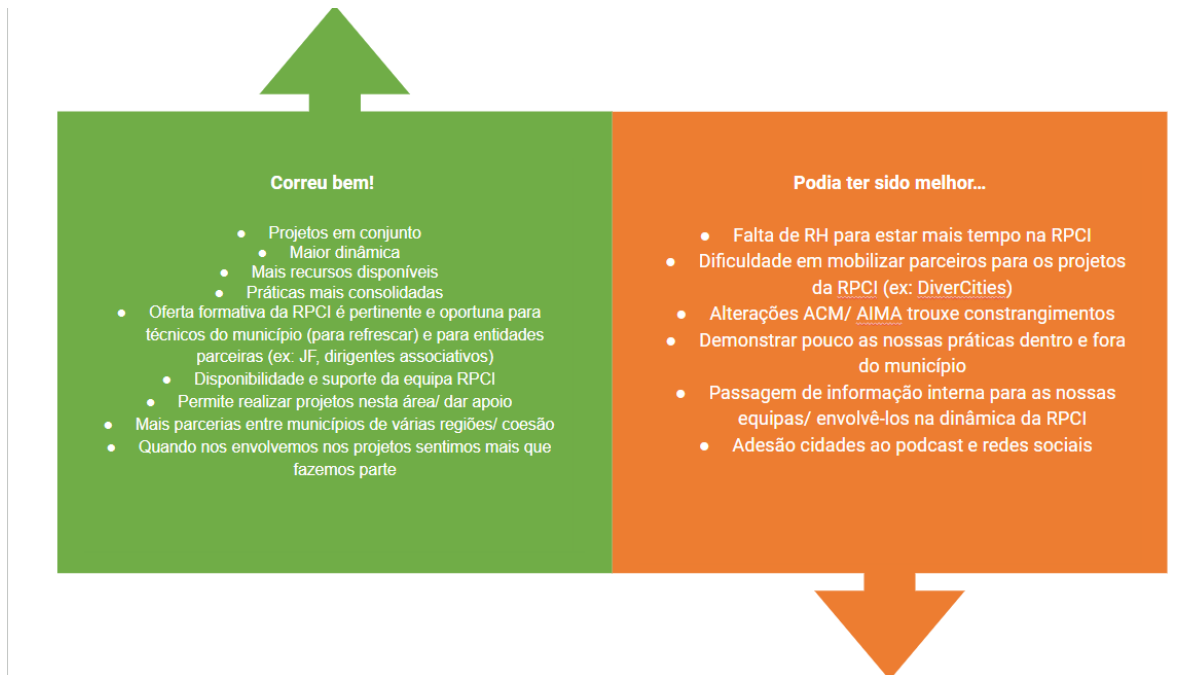 Correu bem!
● Projetos em conjunto
● Maior dinâmica
● Mais recursos disponíveis
● Práticas mais consolidadas
● Oferta formativa da RPCI é pertinente e oportuna para
técnicos do município (para refrescar) e para entidades
parceiras (ex: JF, dirigentes associativos)
● Disponibilidade e suporte da equipa RPCI
● Permite realizar projetos nesta área/ dar apoio
● Mais parcerias entre municípios de várias regiões/ coesão
● Quando nos envolvemos nos projetos sentimos mais que
fazemos parte
Podia ter sido melhor...
● Falta de RH para estar mais tempo na RPCI
● Dificuldade em mobilizar parceiros para os projetos
da RPCI (ex: DiverCities)
● Alterações ACM/ AIMA trouxe constrangimentos
● Demonstrar pouco as nossas práticas dentro e fora
do município
● Passagem de informação interna para as nossas
equipas/ envolvê-los na dinâmica da RPCI
● Adesão cidades ao podcast e redes sociais